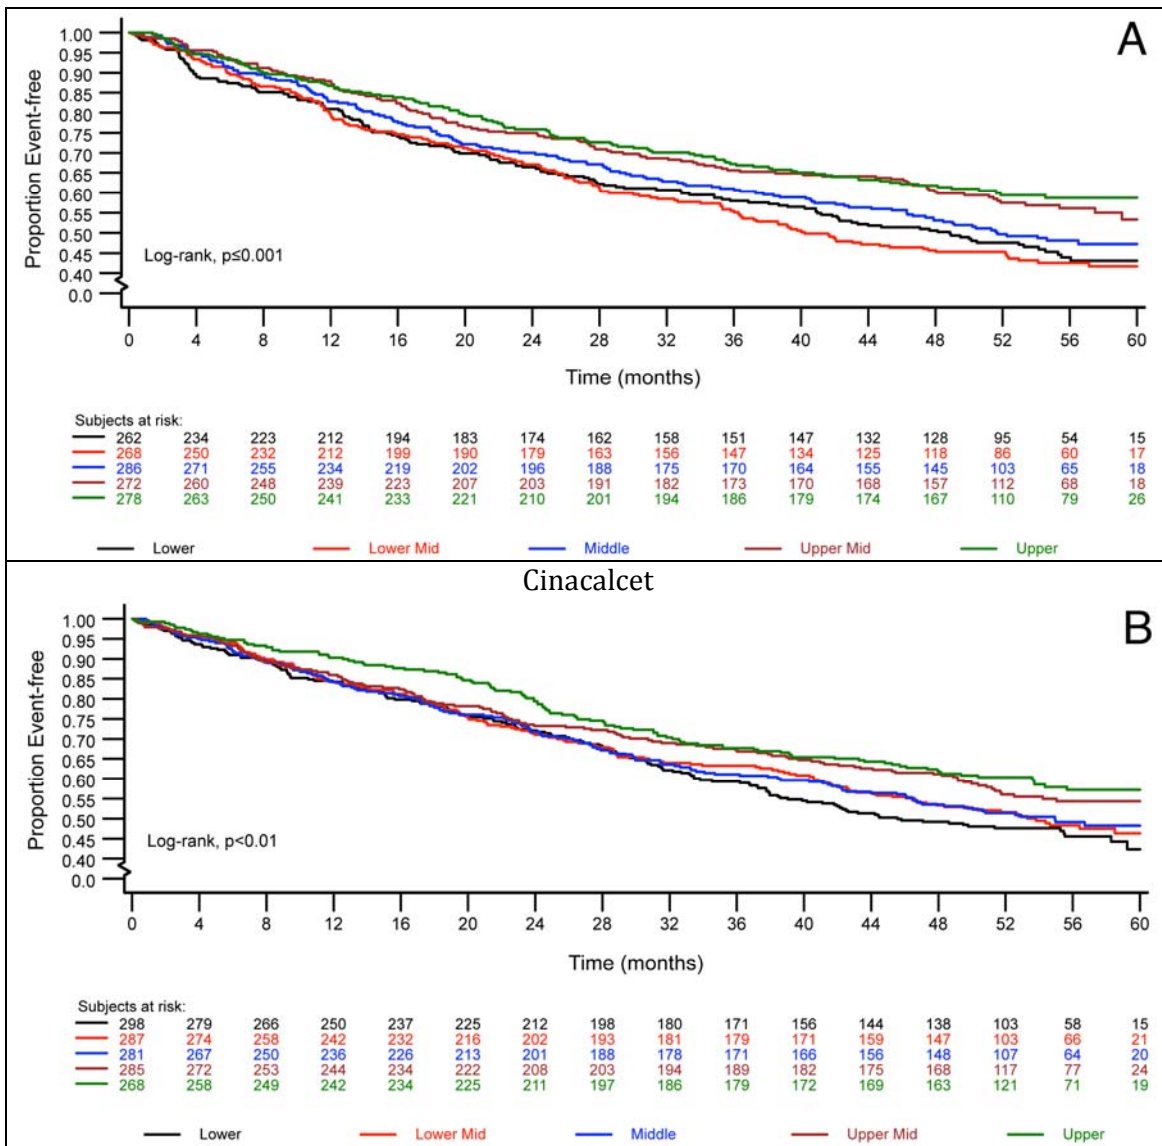 A
1.00
0.95
0.90
0.85
0.80
0.75
0.70
0.65
0.60
0.55
0.50
0.45
0.40
0.0
Proportion Event-free
Log-rank, p≤0.001
0 4 8 12 16 20 24 28 32 36 40 44 48 52 56 60
Time (months)
Subjects at risk:
262 234 223 212 194 183 174 162 158 151 147 132 128 95 54 15
268 250 232 212 199 190 179 163 156 147 134 125 118 86 60 17
286 271 255 234 219 202 196 188 175 170 164 155 145 103 65 18
272 260 248 239 223 207 203 191 182 173 170 168 157 112 68 18
278 263 250 241 233 221 210 201 194 186 179 174 167 110 79 26
Lower Lower Mid Middle Upper Mid Upper
Cinacalcet
B
1.00
0.95
0.90
0.85
0.80
0.75
0.70
0.65
0.60
0.55
0.50
0.45
0.40
0.0
Proportion Event-free
Log-rank, p<0.01
0 4 8 12 16 20 24 28 32 36 40 44 48 52 56 60
Time (months)
Subjects at risk:
298 279 266 250 237 225 212 198 180 171 156 144 138 103 58 15
287 274 258 242 232 216 202 193 181 179 171 159 147 103 66 21
281 267 250 236 226 213 201 188 178 171 166 156 148 107 64 20
285 272 253 244 234 222 208 203 194 189 182 175 168 117 77 24
268 258 249 242 234 225 211 197 186 179 172 169 163 121 71 19
Lower Lower Mid Middle Upper Mid Upper